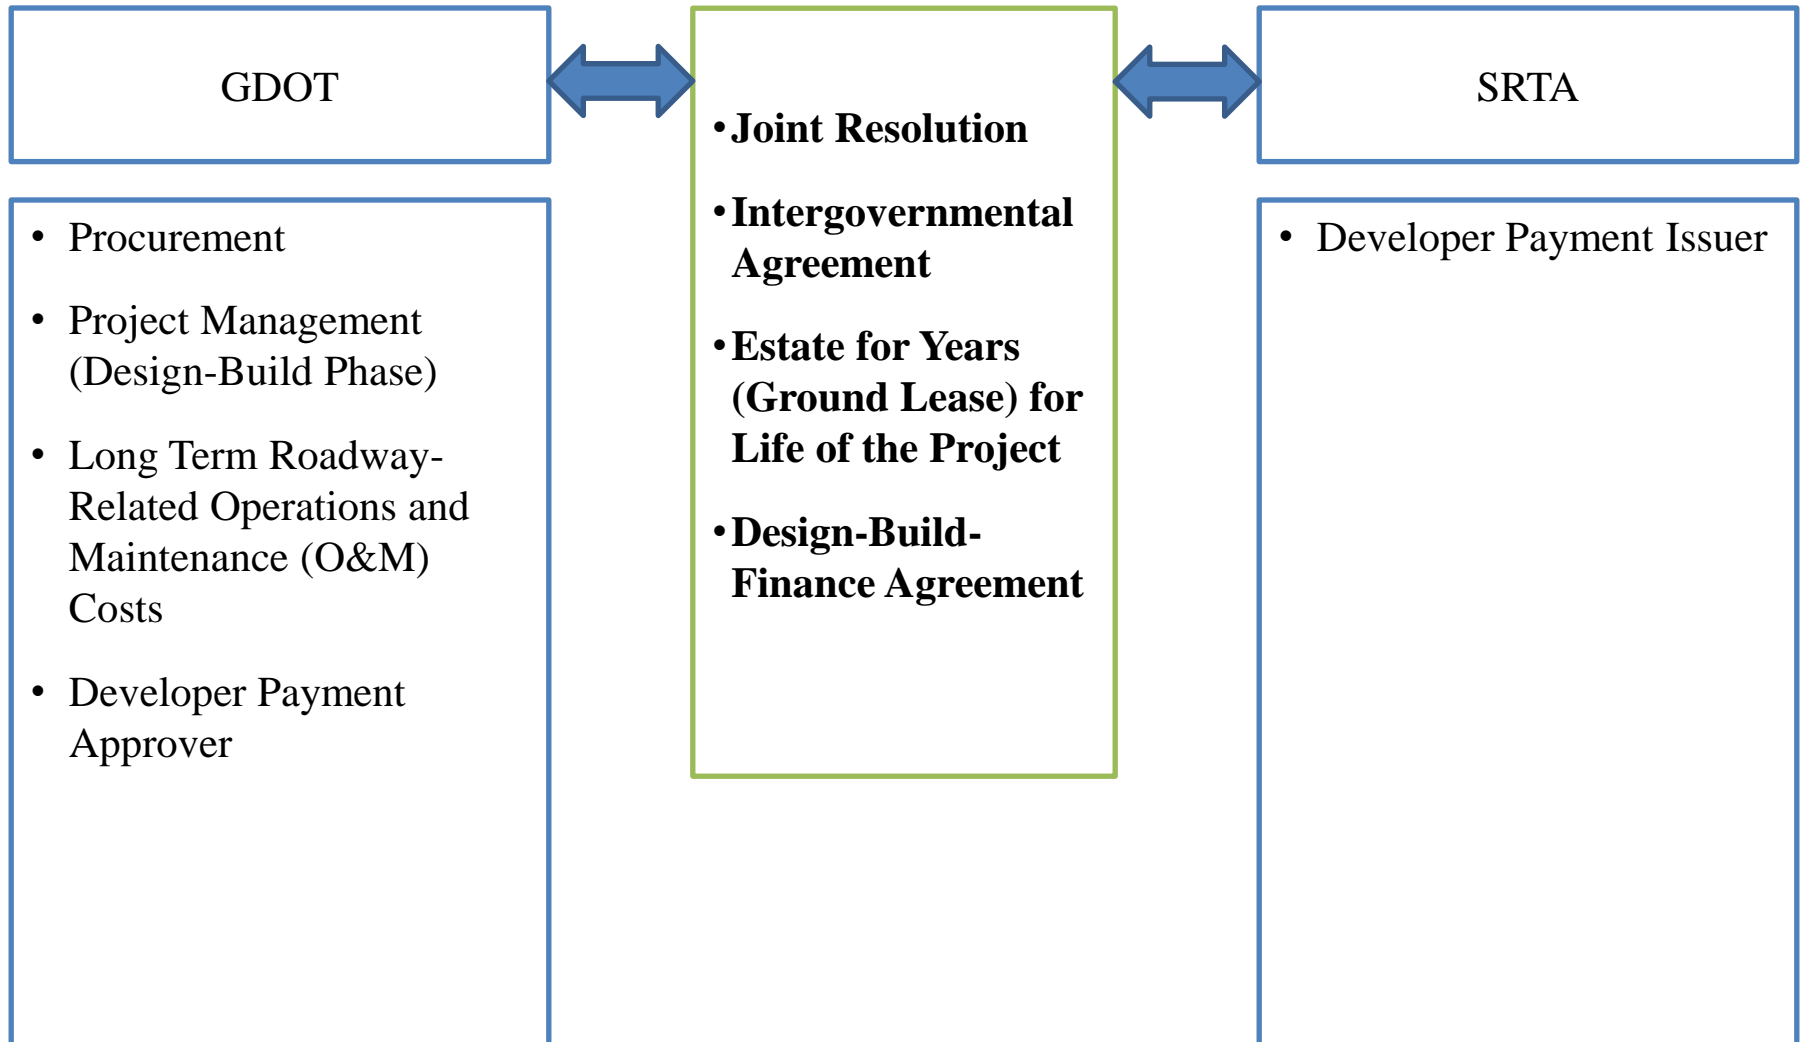 GDOT
• Procurement
• Project Management
(Design-Build Phase)
• Long Term Roadway-
Related Operations and
Maintenance (O&M)
Costs
• Developer Payment
Approver
•Joint Resolution
•Intergovernmental
Agreement
•Estate for Years
(Ground Lease) for
Life of the Project
•Design-Build-
Finance Agreement
SRTA
• Developer Payment Issuer